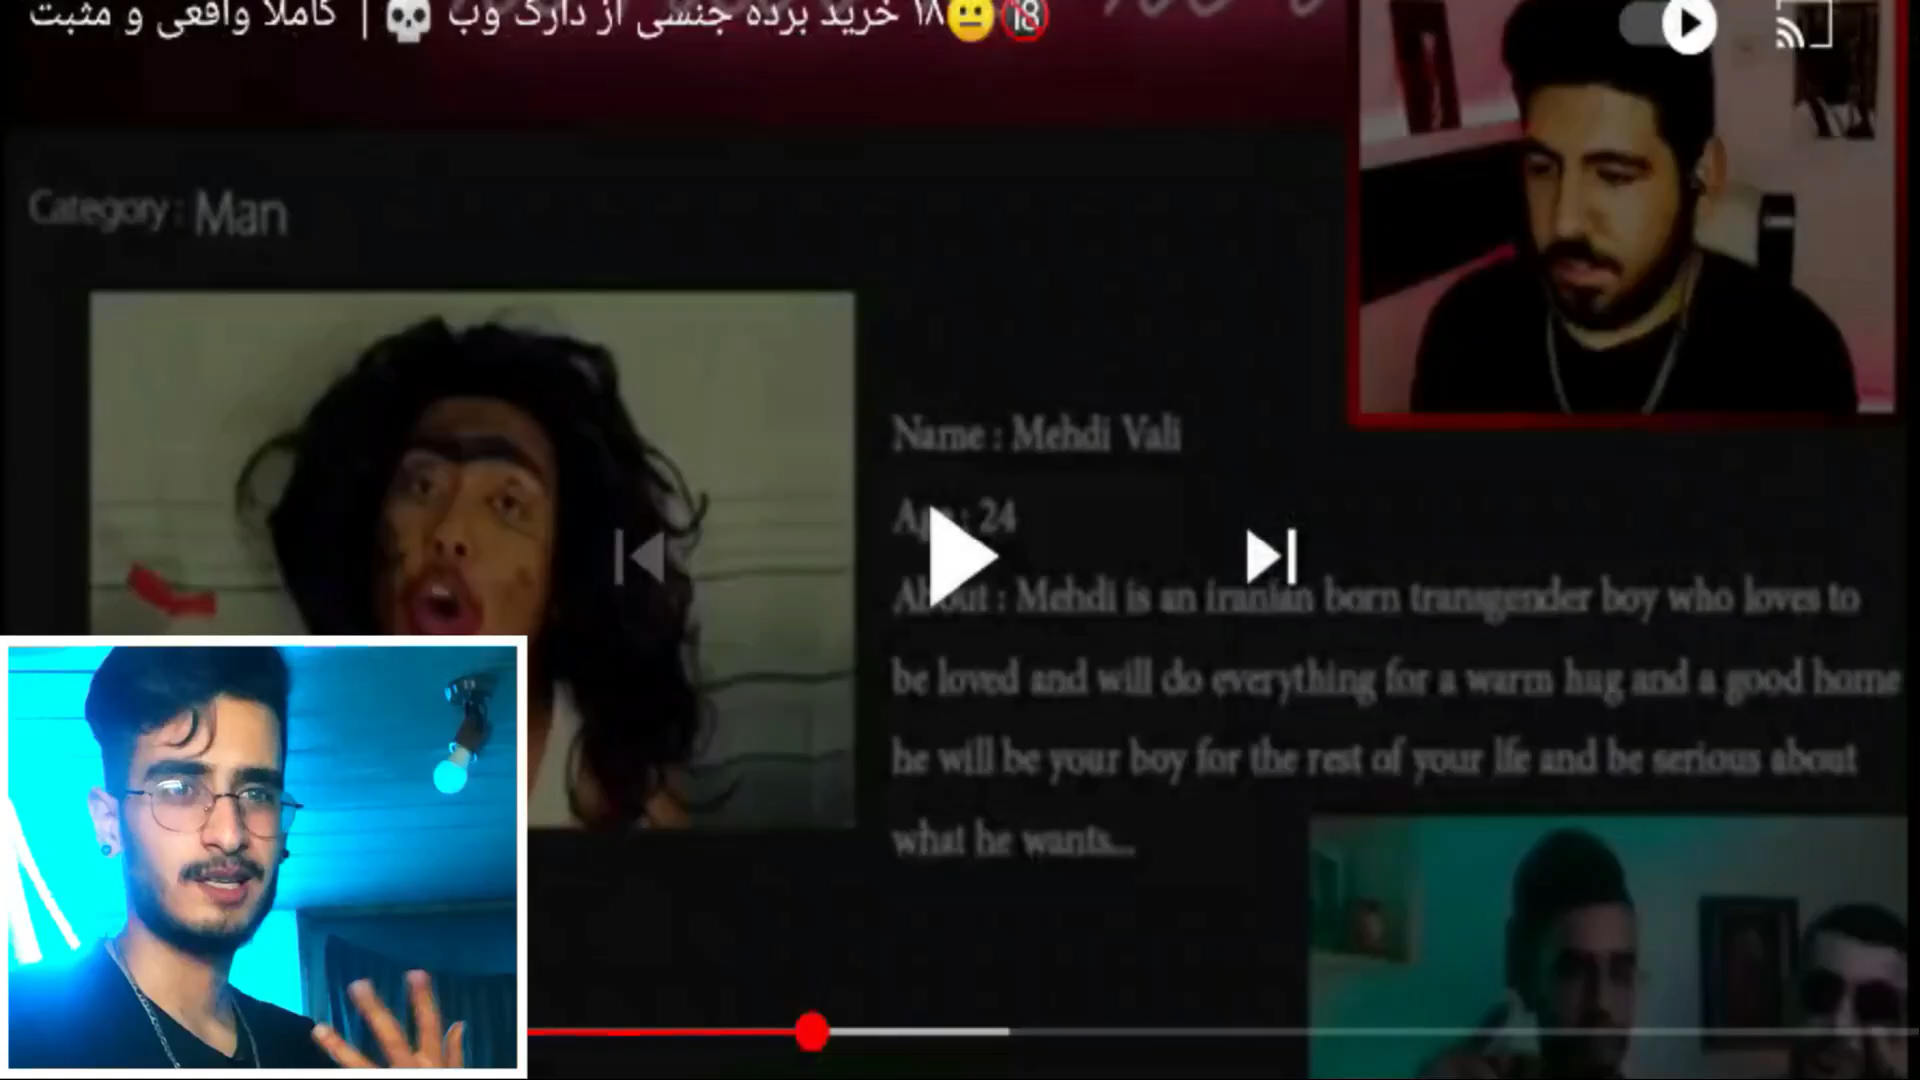 ۱۸ خرید برده جنسی از دارک وب 💀 | کاملا واقعی و مثبت
Category : Man
Name : Mehdi Vali
Age : 24
About : Mehdi is an iranian born transgender boy who loves to
be loved and will do everything for a warm hug and a good home
he will be your boy for the rest of your lfe and be serious about
what he wants...